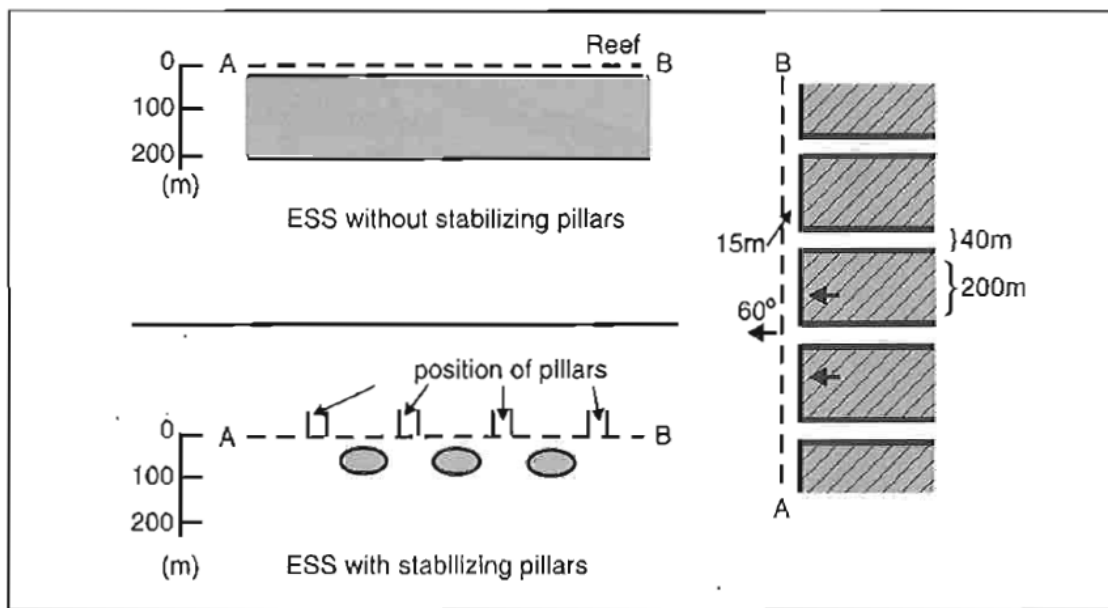 Reef
0 A B
100
200
(m)
ESS without stabilizing pillars
position of pillars
0 A B
100
200
(m)
ESS with stabilizing pillars
B
15m
}40m
}200m
60°
A